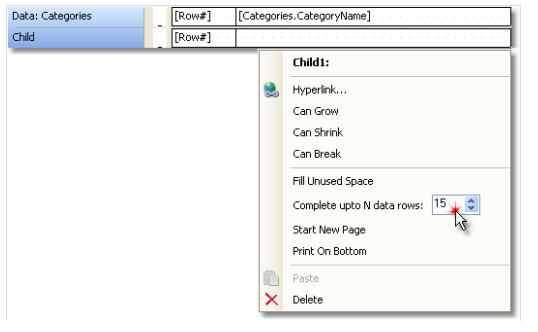 Data: Categories [Row#] [Categories.CategoryName]
Child [Row#]
Child1:
Hyperlink...
Can Grow
Can Shrink
Can Break
Fill Unused Space
Complete upto N data rows: 15
Start New Page
Print On Bottom
Paste
Delete